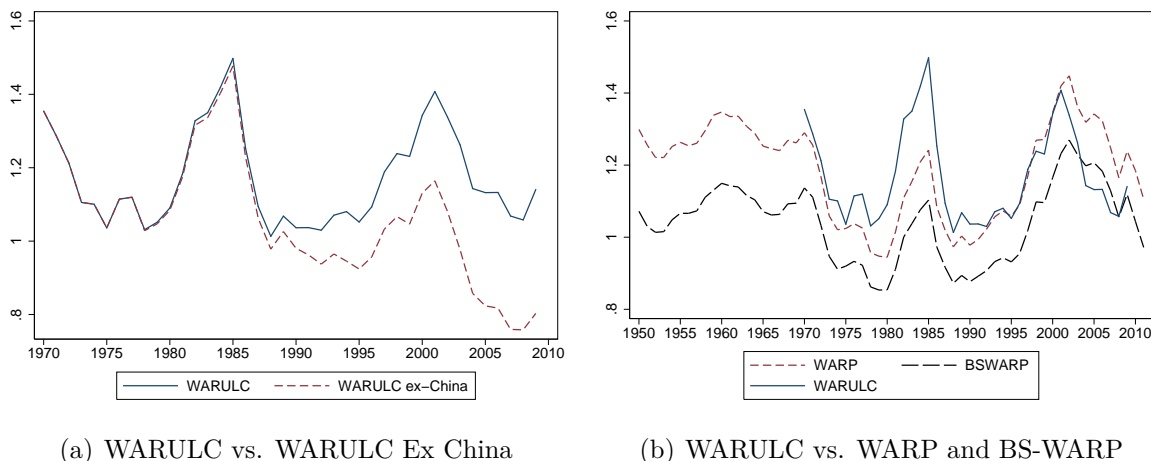 1.6
1.4
1.2
1
.8
1970 1975 1980 1985 1990 1995 2000 2005 2010
WARULC WARULC ex−China
(a) WARULC vs. WARULC Ex China
1.6
1.4
1.2
1
.8
1950 1955 1960 1965 1970 1975 1980 1985 1990 1995 2000 2005 2010
WARP BSWARP
WARULC
(b) WARULC vs. WARP and BS-WARP